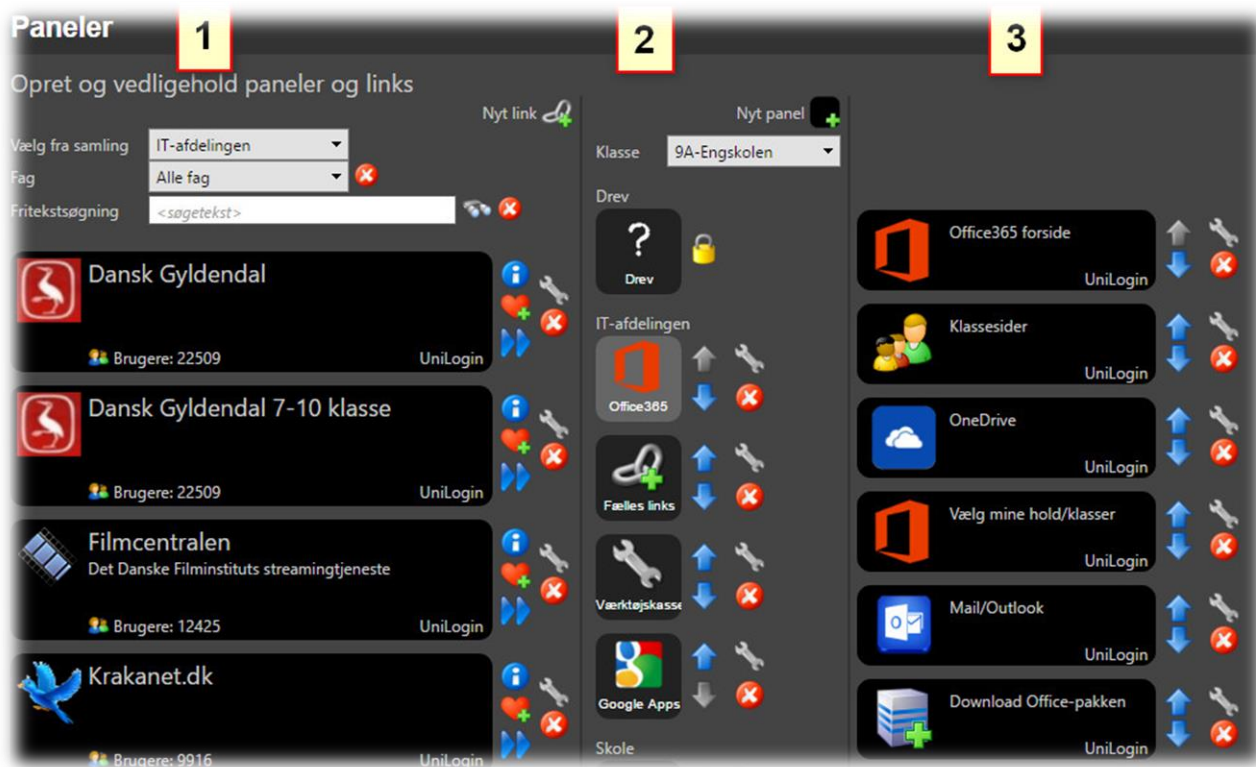 Paneler
1
2
3
Opret og vedligehold paneler og links
Nyt link
Vælg fra samling
IT-afdelingen
Fag
Alle fag
Fritekstsøgning
<søgetekst>
Dansk Gyldendal
Brugere: 22509
UniLogin
Dansk Gyldendal 7-10 klasse
Brugere: 22509
UniLogin
Filmcentralen
Det Danske Filminstituts streamingtjeneste
Brugere: 12425
UniLogin
Krakanet.dk
Brugere: 9916
UniLogin
Nyt panel
Klasse
9A-Engskolen
Drev
?
Drev
IT-afdelingen
Office365
Fælles links
Værktøjskasse
Google Apps
Skole
Office365 forside
UniLogin
Klassesider
UniLogin
OneDrive
UniLogin
Vælg mine hold/klasser
UniLogin
Mail/Outlook
UniLogin
Download Office-pakken
UniLogin